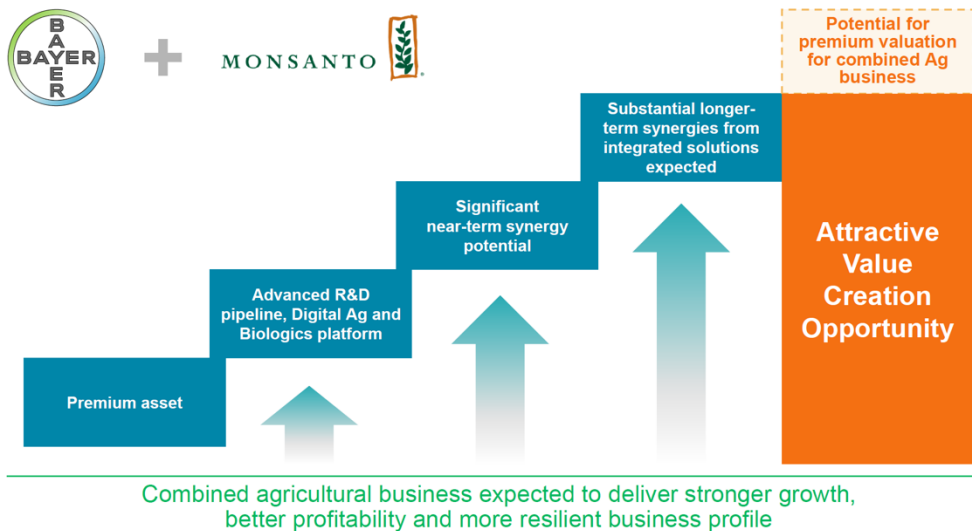 BAYER
BAYER
MONSANTO
Potential for
premium valuation
for combined Ag
business
Substantial longer-
term synergies from
integrated solutions
expected
Significant
near-term synergy
potential
Attractive
Value
Creation
Opportunity
Advanced R&D
pipeline, Digital Ag and
Biologics platform
Premium asset
Combined agricultural business expected to deliver stronger growth,
better profitability and more resilient business profile